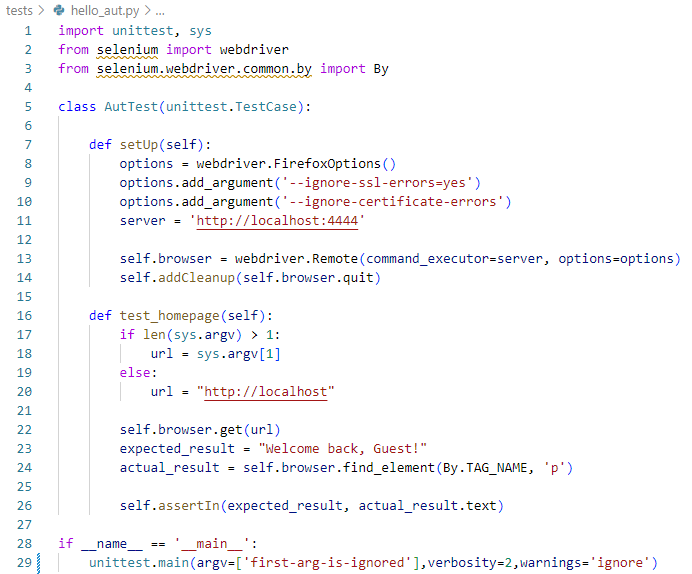 tests > hello_aut.py > ...
1 import unittest, sys
2 from selenium import webdriver
3 from selenium.webdriver.common.by import By
4
5 class AutTest(unittest.TestCase):
6
7     def setUp(self):
8         options = webdriver.FirefoxOptions()
9         options.add_argument('--ignore-ssl-errors=yes')
10         options.add_argument('--ignore-certificate-errors')
11         server = 'http://localhost:4444'
12
13         self.browser = webdriver.Remote(command_executor=server, options=options)
14         self.addCleanup(self.browser.quit)
15
16     def test_homepage(self):
17         if len(sys.argv) > 1:
18             url = sys.argv[1]
19         else:
20             url = "http://localhost"
21
22         self.browser.get(url)
23         expected_result = "Welcome back, Guest!"
24         actual_result = self.browser.find_element(By.TAG_NAME, 'p')
25
26         self.assertIn(expected_result, actual_result.text)
27
28 if __name__ == '__main__':
29     unittest.main(argv=['first-arg-is-ignored'],verbosity=2,warnings='ignore')